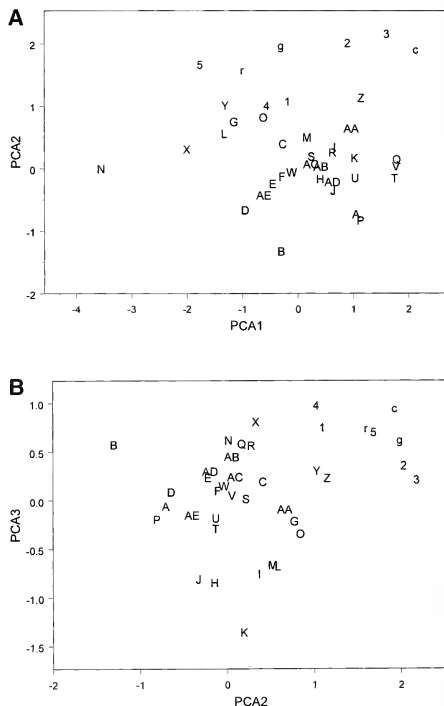 A
PCA2
2
1
0
-1
-2
5
r
g
2
3
c
Y
G
L
4
O
1
Z
X
N
C
M
AA
S
R
I
K
Q
V
T
U
AC
AB
W
F
E
H
AD
J
AE
D
A
P
B
-4
-3
-2
-1
0
1
2
PCA1
B
PCA3
1.0
0.5
0.0
-0.5
-1.0
-1.5
4
c
X
1
r
5
g
B
N
Q
R
AB
2
3
Y
Z
AD
E
AC
C
D
W
F
V
S
A
P
AE
U
T
AA
G
O
J
H
I
M
L
K
-2
-1
0
1
2
PCA2